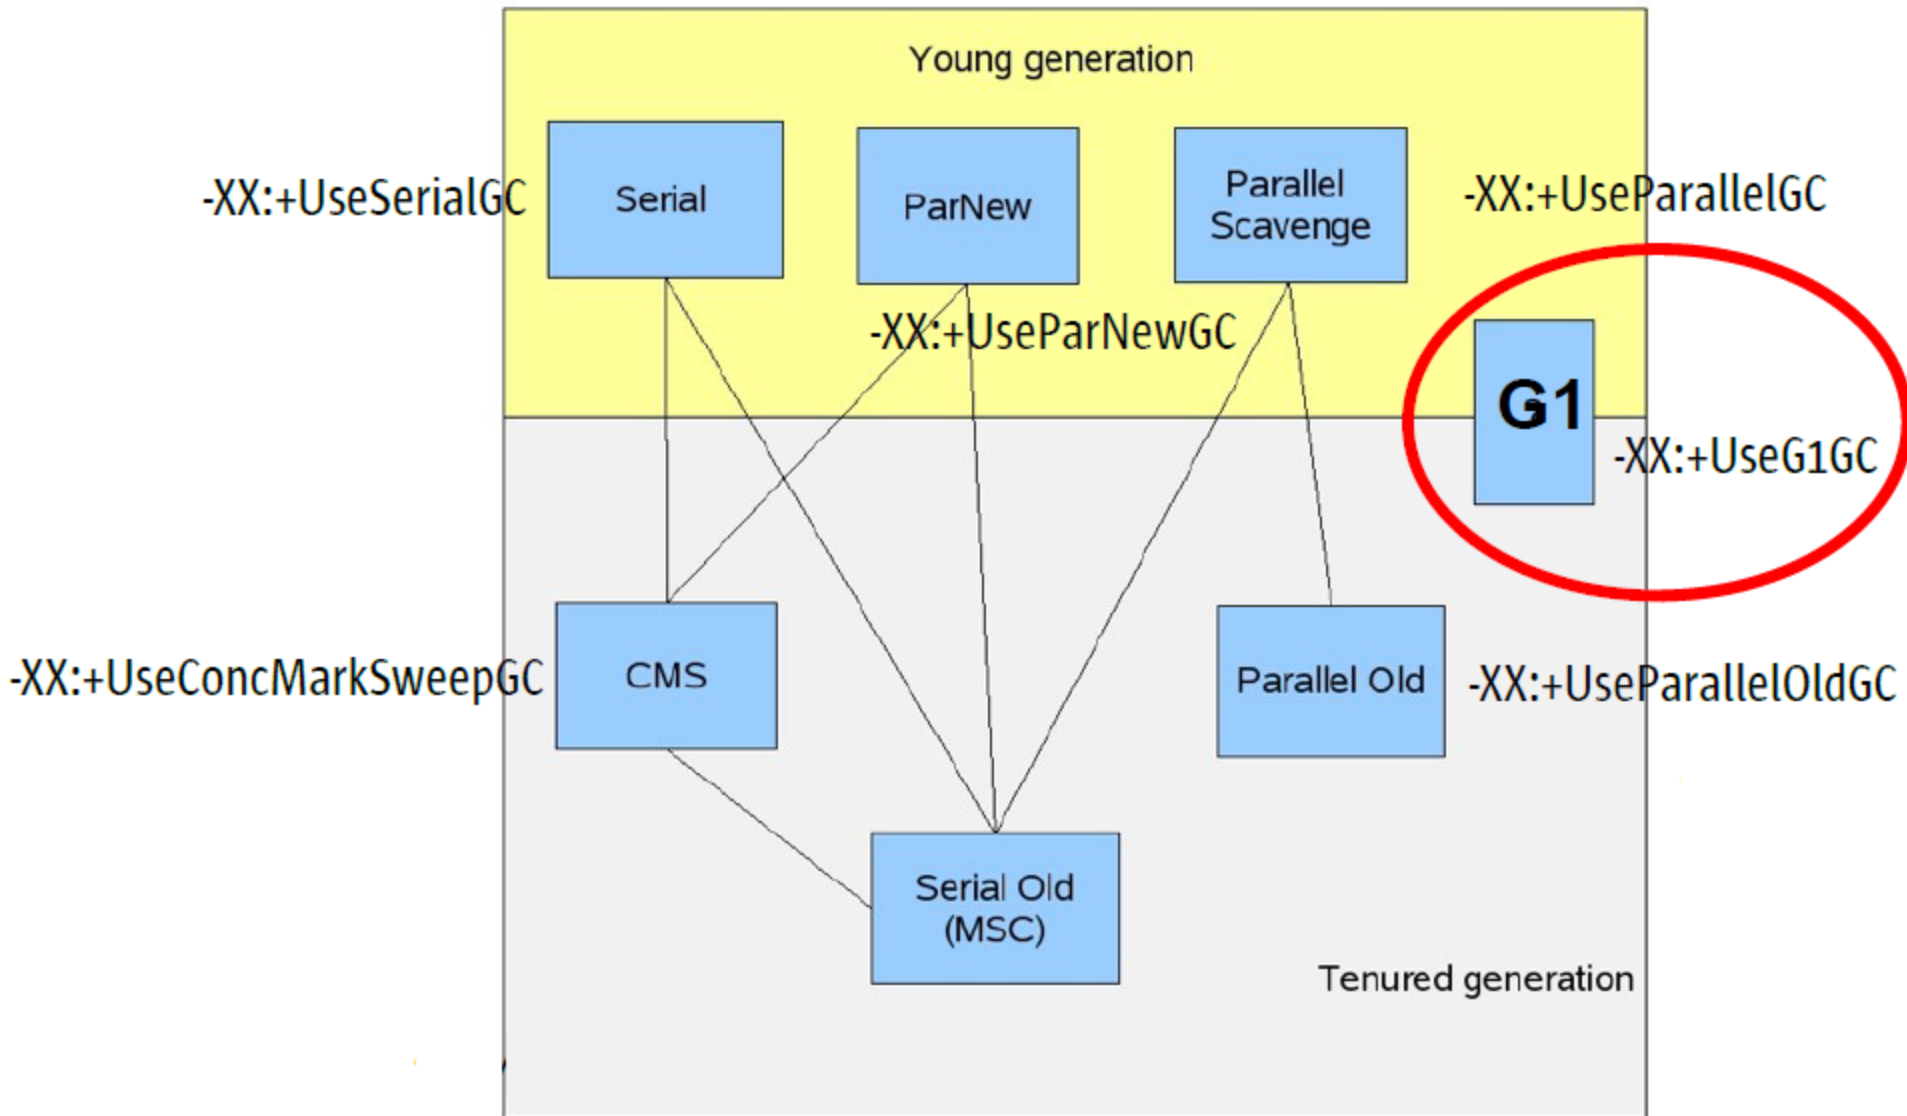 Young generation
-XX:+UseSerialGC
Serial
ParNew
Parallel
Scavenge
-XX:+UseParallelGC
-XX:+UseParNewGC
G1
-XX:+UseG1GC
-XX:+UseConcMarkSweepGC
CMS
Parallel Old
-XX:+UseParallelOldGC
Serial Old
(MSC)
Tenured generation